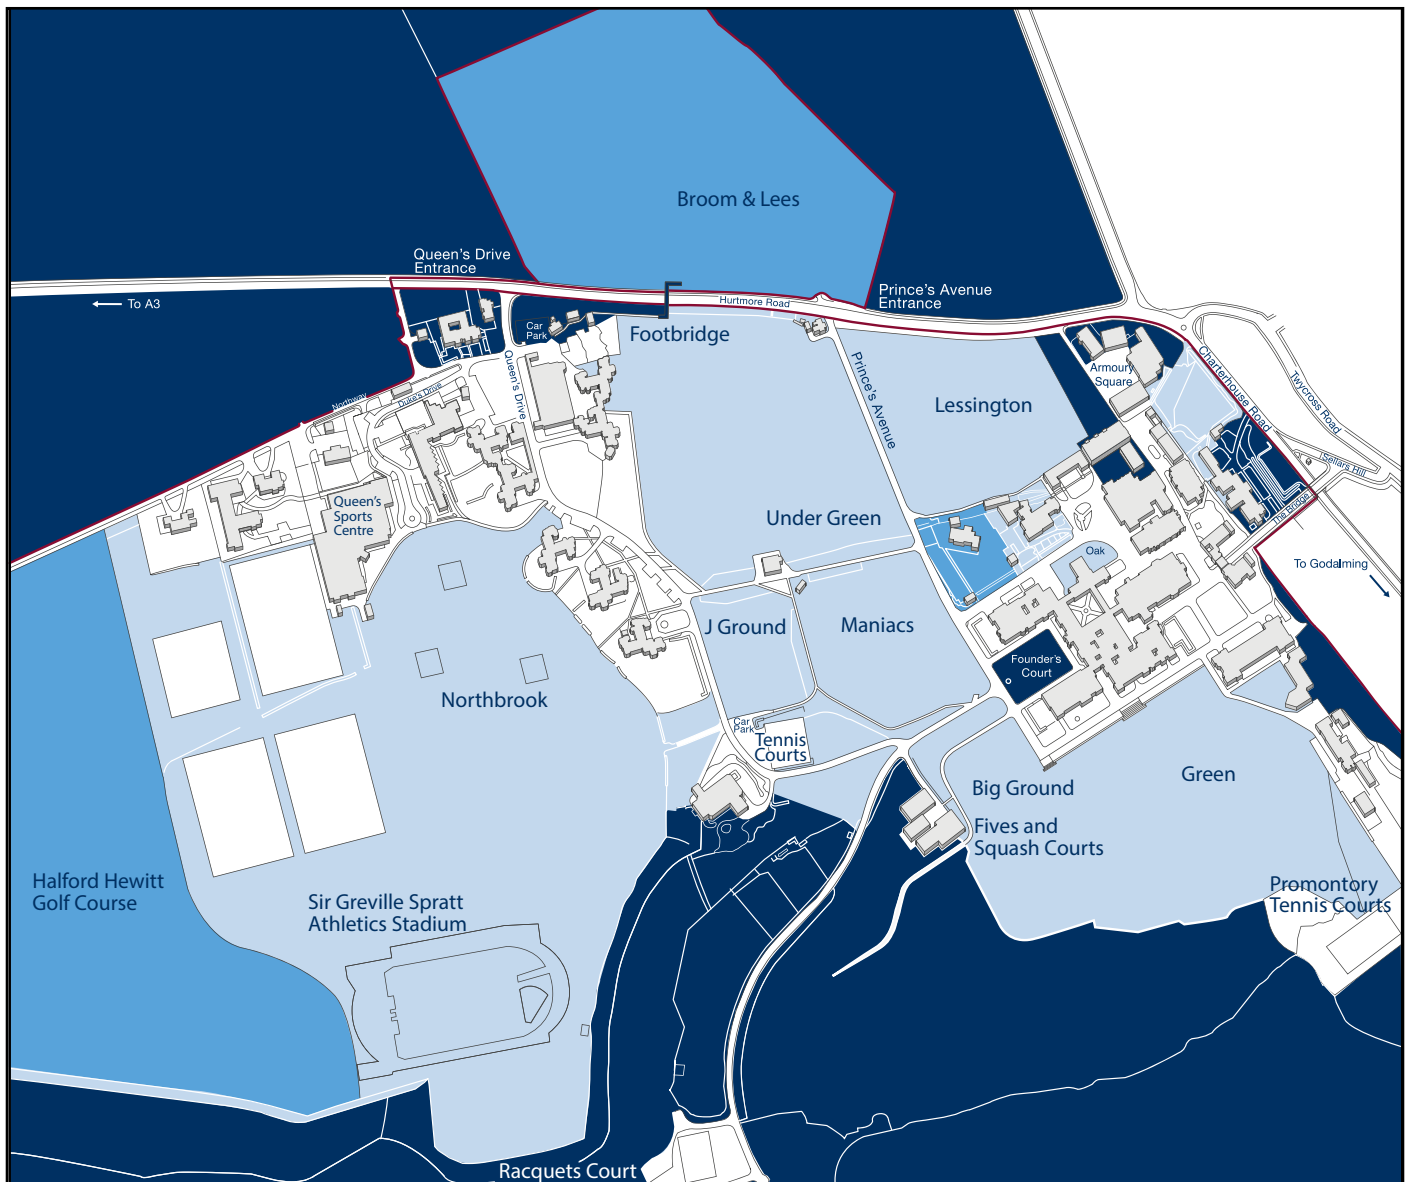 Broom & Lees
Queen's Drive
Entrance
To A3
Prince's Avenue
Entrance
Hurtmore Road
Car
Park
Footbridge
Queen's Drive
Northway
Duke's Drive
Prince's Avenue
Armoury
Square
Charterhouse Road
Twycross Road
Lessington
Sellars Hill
The Bridge
Queen's
Sports
Centre
Under Green
Oak
To Godalming
J Ground
Maniacs
Founder's
Court
Northbrook
Car
Park
Tennis
Courts
Big Ground
Green
Fives and
Squash Courts
Halford Hewitt
Golf Course
Sir Greville Spratt
Athletics Stadium
Promontory
Tennis Courts
Racquets Court